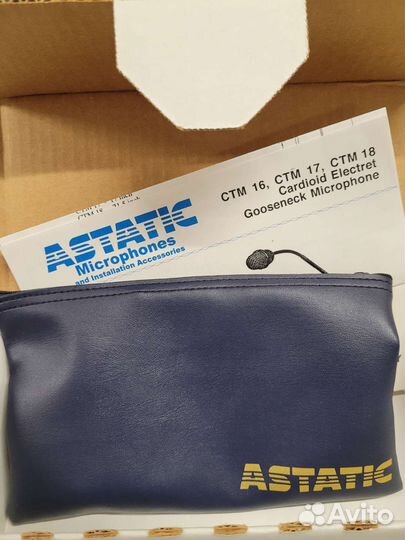 CTM 16, CTM 17, CTM 18
Cardioid Electret
Gooseneck Microphone
ASTATIC
Microphones
and Installation Accessories
ASTATIC
Avito